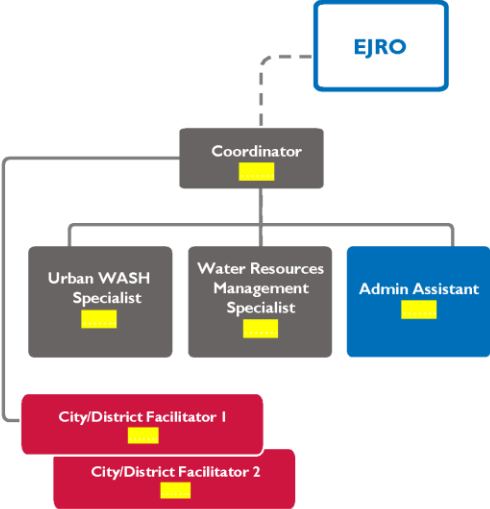 EJRO
Coordinator
.......
Urban WASH
Specialist
.......
Water Resources
Management
Specialist
.......
Admin Assistant
.......
City/District Facilitator 1
.......
City/District Facilitator 2
.......